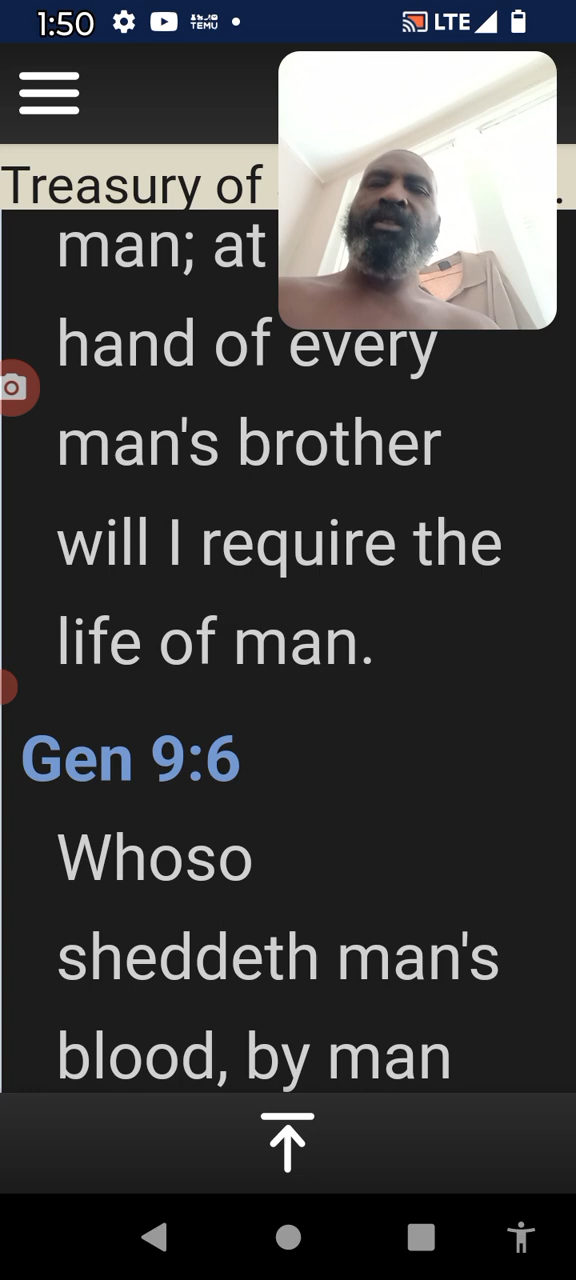 1:50
TEMU
LTE
Treasury of
.
man; at
hand of every
man's brother
will I require the
life of man.
Gen 9:6
Whoso
sheddeth man's
blood, by man